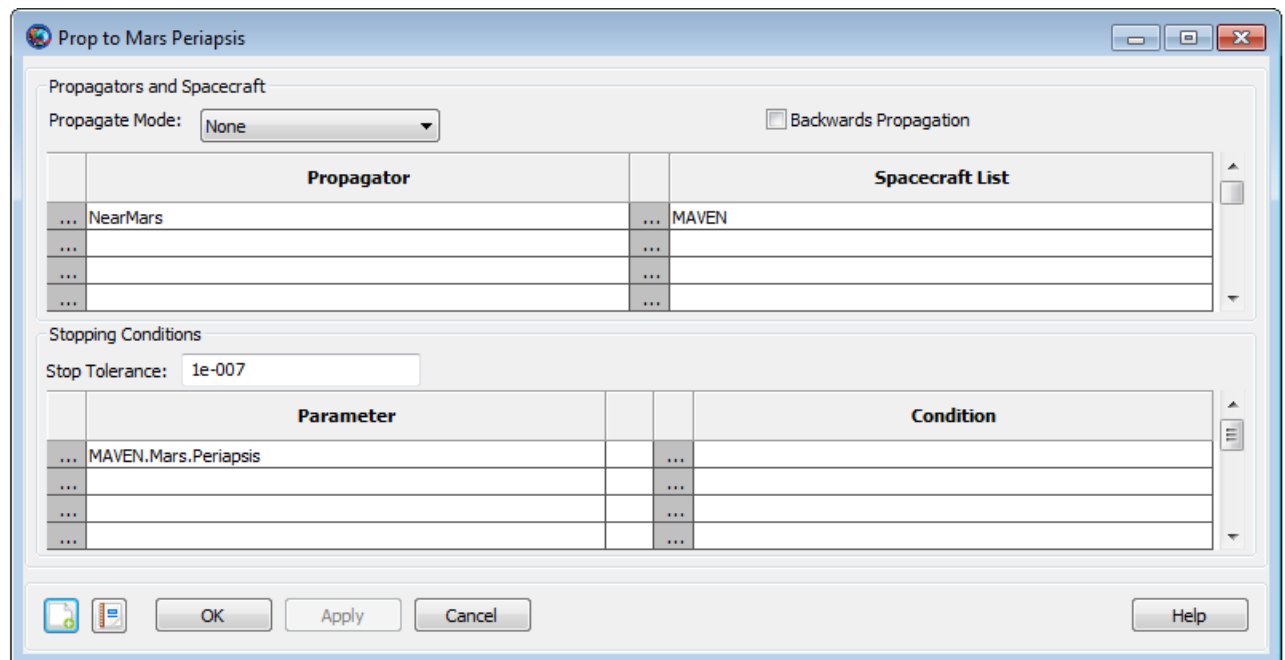 Prop to Mars Periapsis
Propagators and Spacecraft
Propagate Mode: None Backwards Propagation
Propagator Spacecraft List
... NearMars ... MAVEN
... ...
... ...
... ...
Stopping Conditions
Stop Tolerance: 1e-007
Parameter Condition
... MAVEN.Mars.Periapsis ...
... ...
... ...
... ...
OK Apply Cancel Help